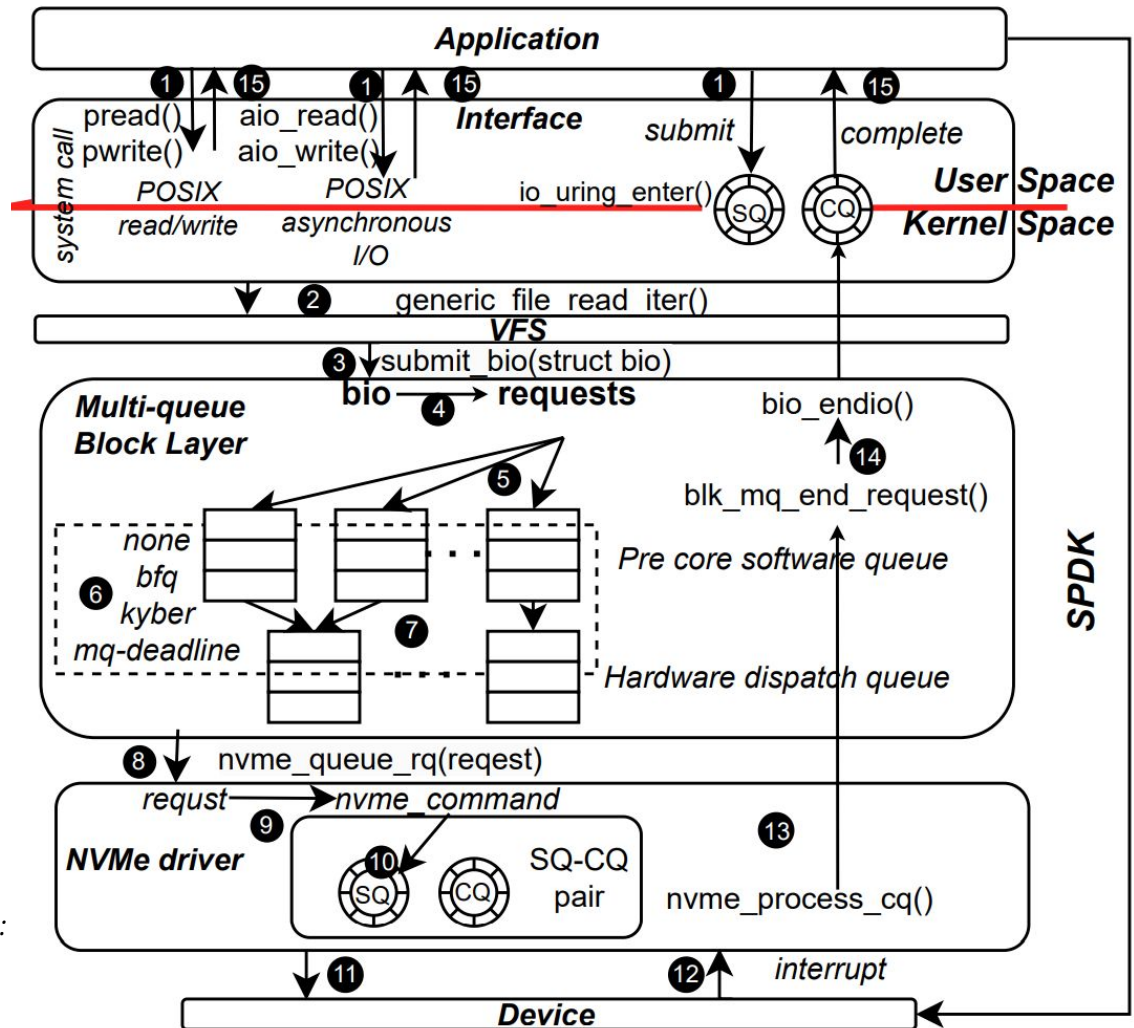 Application
1 15 1 15 1 15
pread() aio_read() Interface submit complete
pwrite() aio_write()
system call
POSIX
read/write
POSIX
asynchronous
I/O
io_uring_enter()
SQ CQ
User Space
Kernel Space
2 generic_file_read_iter()
VFS
3 submit_bio(struct bio)
bio requests
4
Multi-queue
Block Layer
bio_endio()
14
blk_mq_end_request()
5
none
bfq
kyber
mq-deadline
6
Pre core software queue
7
Hardware dispatch queue
SPDK
8 nvme_queue_rq(reqest)
requst nvme_command
9
NVMe driver
10
SQ CQ
SQ-CQ
pair
13
nvme_process_cq()
:
11 12 interrupt
Device